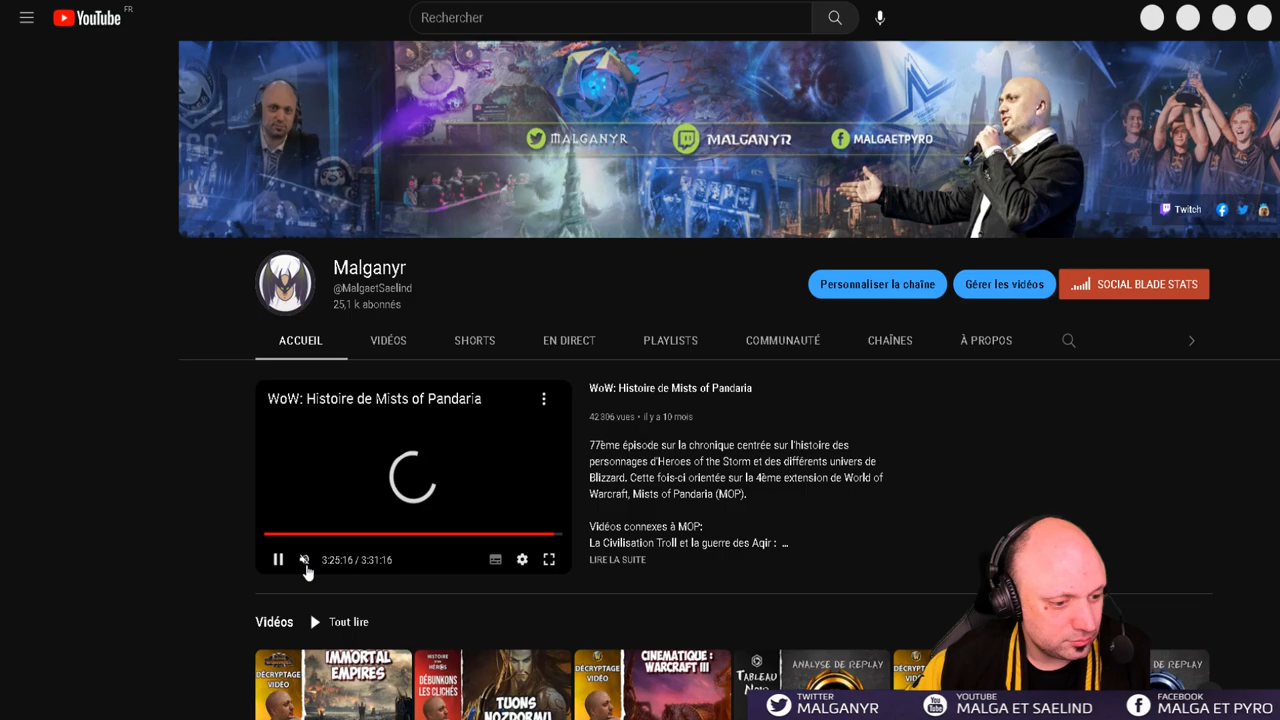 YouTube FR
Rechercher
MALGANYR
MALGANYR
MALGAETPYRO
Twitch
Malganyr
@MalgaetSaelind
25,1 k abonnés
Personnaliser la chaîne
Gérer les vidéos
SOCIAL BLADE STATS
ACCUEIL
VIDÉOS
SHORTS
EN DIRECT
PLAYLISTS
COMMUNAUTÉ
CHAÎNES
À PROPOS
WoW: Histoire de Mists of Pandaria
3:25:16 / 3:31:16
WoW: Histoire de Mists of Pandaria
42 306 vues • il y a 10 mois
77ème épisode sur la chronique centrée sur l'histoire des
personnages d'Heroes of the Storm et des différents univers de
Blizzard. Cette fois-ci orientée sur la 4ème extension de World of
Warcraft, Mists of Pandaria (MOP).
Vidéos connexes à MOP:
La Civilisation Troll et la guerre des Aqir : ...
LIRE LA SUITE
Vidéos
Tout lire
DÉCRYPTAGE
VIDÉO
IMMORTAL
EMPIRES
HISTOIRE
HÉROS
DÉBUNKONS
LES CLICHÉS
TUONS
NOZDORMU
DÉCRYPTAGE
VIDÉO
CINÉMATIQUE :
WARCRAFT III
TABLEAU
NOIR
ANALYSE DE REPLAY
DE REPLAY
TWITTER
MALGANYR
YOUTUBE
MALGA ET SAELIND
FACEBOOK
MALGA ET PYRO